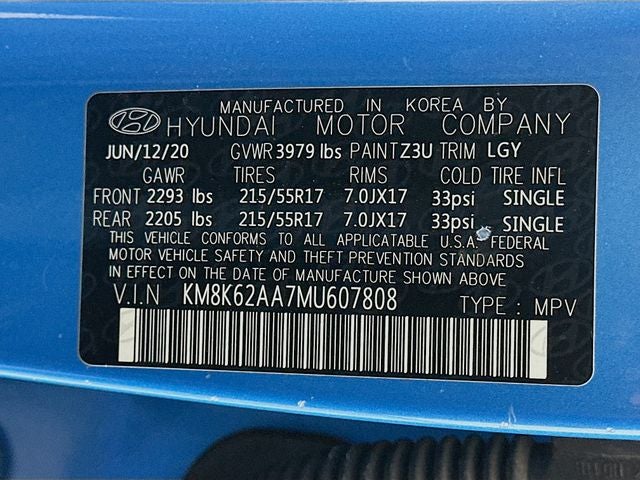 MANUFACTURED IN KOREA BY
HYUNDAI MOTOR COMPANY
JUN/12/20 GVWR 3979 lbs PAINT Z3U TRIM LGY
GAWR TIRES RIMS COLD TIRE INFL
FRONT 2293 lbs 215/55R17 7.0JX17 33psi SINGLE
REAR 2205 lbs 215/55R17 7.0JX17 33psi SINGLE
THIS VEHICLE CONFORMS TO ALL APPLICATABLE U.S.A. FEDERAL
MOTOR VEHICLE SAFETY AND THEFT PREVENTION STANDARDS
IN EFFECT ON THE DATE OF MANUFACTURE SHOWN ABOVE.
V.I.N KM8K62AA7MU607808 TYPE : MPV